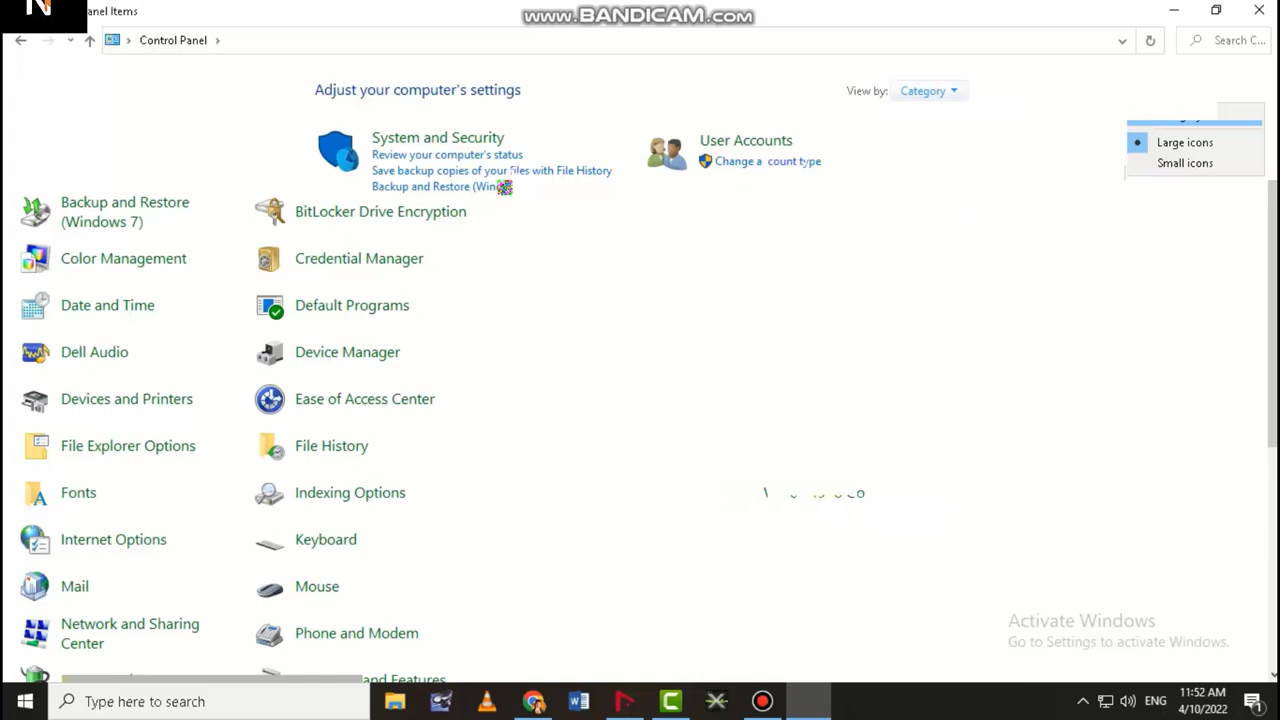 N
anel Items
www.BANDICAM.com
Control Panel
Search C...
Adjust your computer's settings
View by: Category
System and Security
Review your computer's status
Save backup copies of your files with File History
Backup and Restore (Win
User Accounts
Change a count type
Large icons
Small icons
Backup and Restore
(Windows 7)
BitLocker Drive Encryption
Color Management
Credential Manager
Date and Time
Default Programs
Dell Audio
Device Manager
Devices and Printers
Ease of Access Center
File Explorer Options
File History
Fonts
Indexing Options
Internet Options
Keyboard
Mail
Mouse
Network and Sharing
Center
Phone and Modem
and Features
Activate Windows
Go to Settings to activate Windows.
Type here to search
ENG
11:52 AM
4/10/2022
1